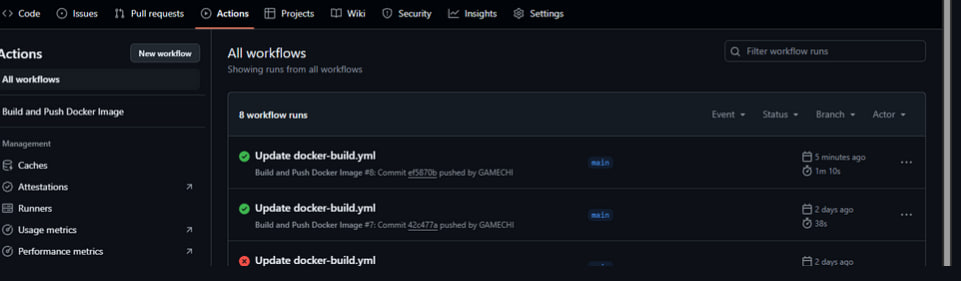 Code Issues Pull requests Actions Projects Wiki Security Insights Settings
Actions
New workflow
All workflows
Build and Push Docker Image
Management
Caches
Attestations
Runners
Usage metrics
Performance metrics
All workflows
Showing runs from all workflows
Filter workflow runs
8 workflow runs
Event Status Branch Actor
Update docker-build.yml
Build and Push Docker Image #8: Commit ef5870b pushed by GAMECHI
main
5 minutes ago
1m 10s
Update docker-build.yml
Build and Push Docker Image #7: Commit 42c477a pushed by GAMECHI
main
2 days ago
38s
Update docker-build.yml
2 days ago